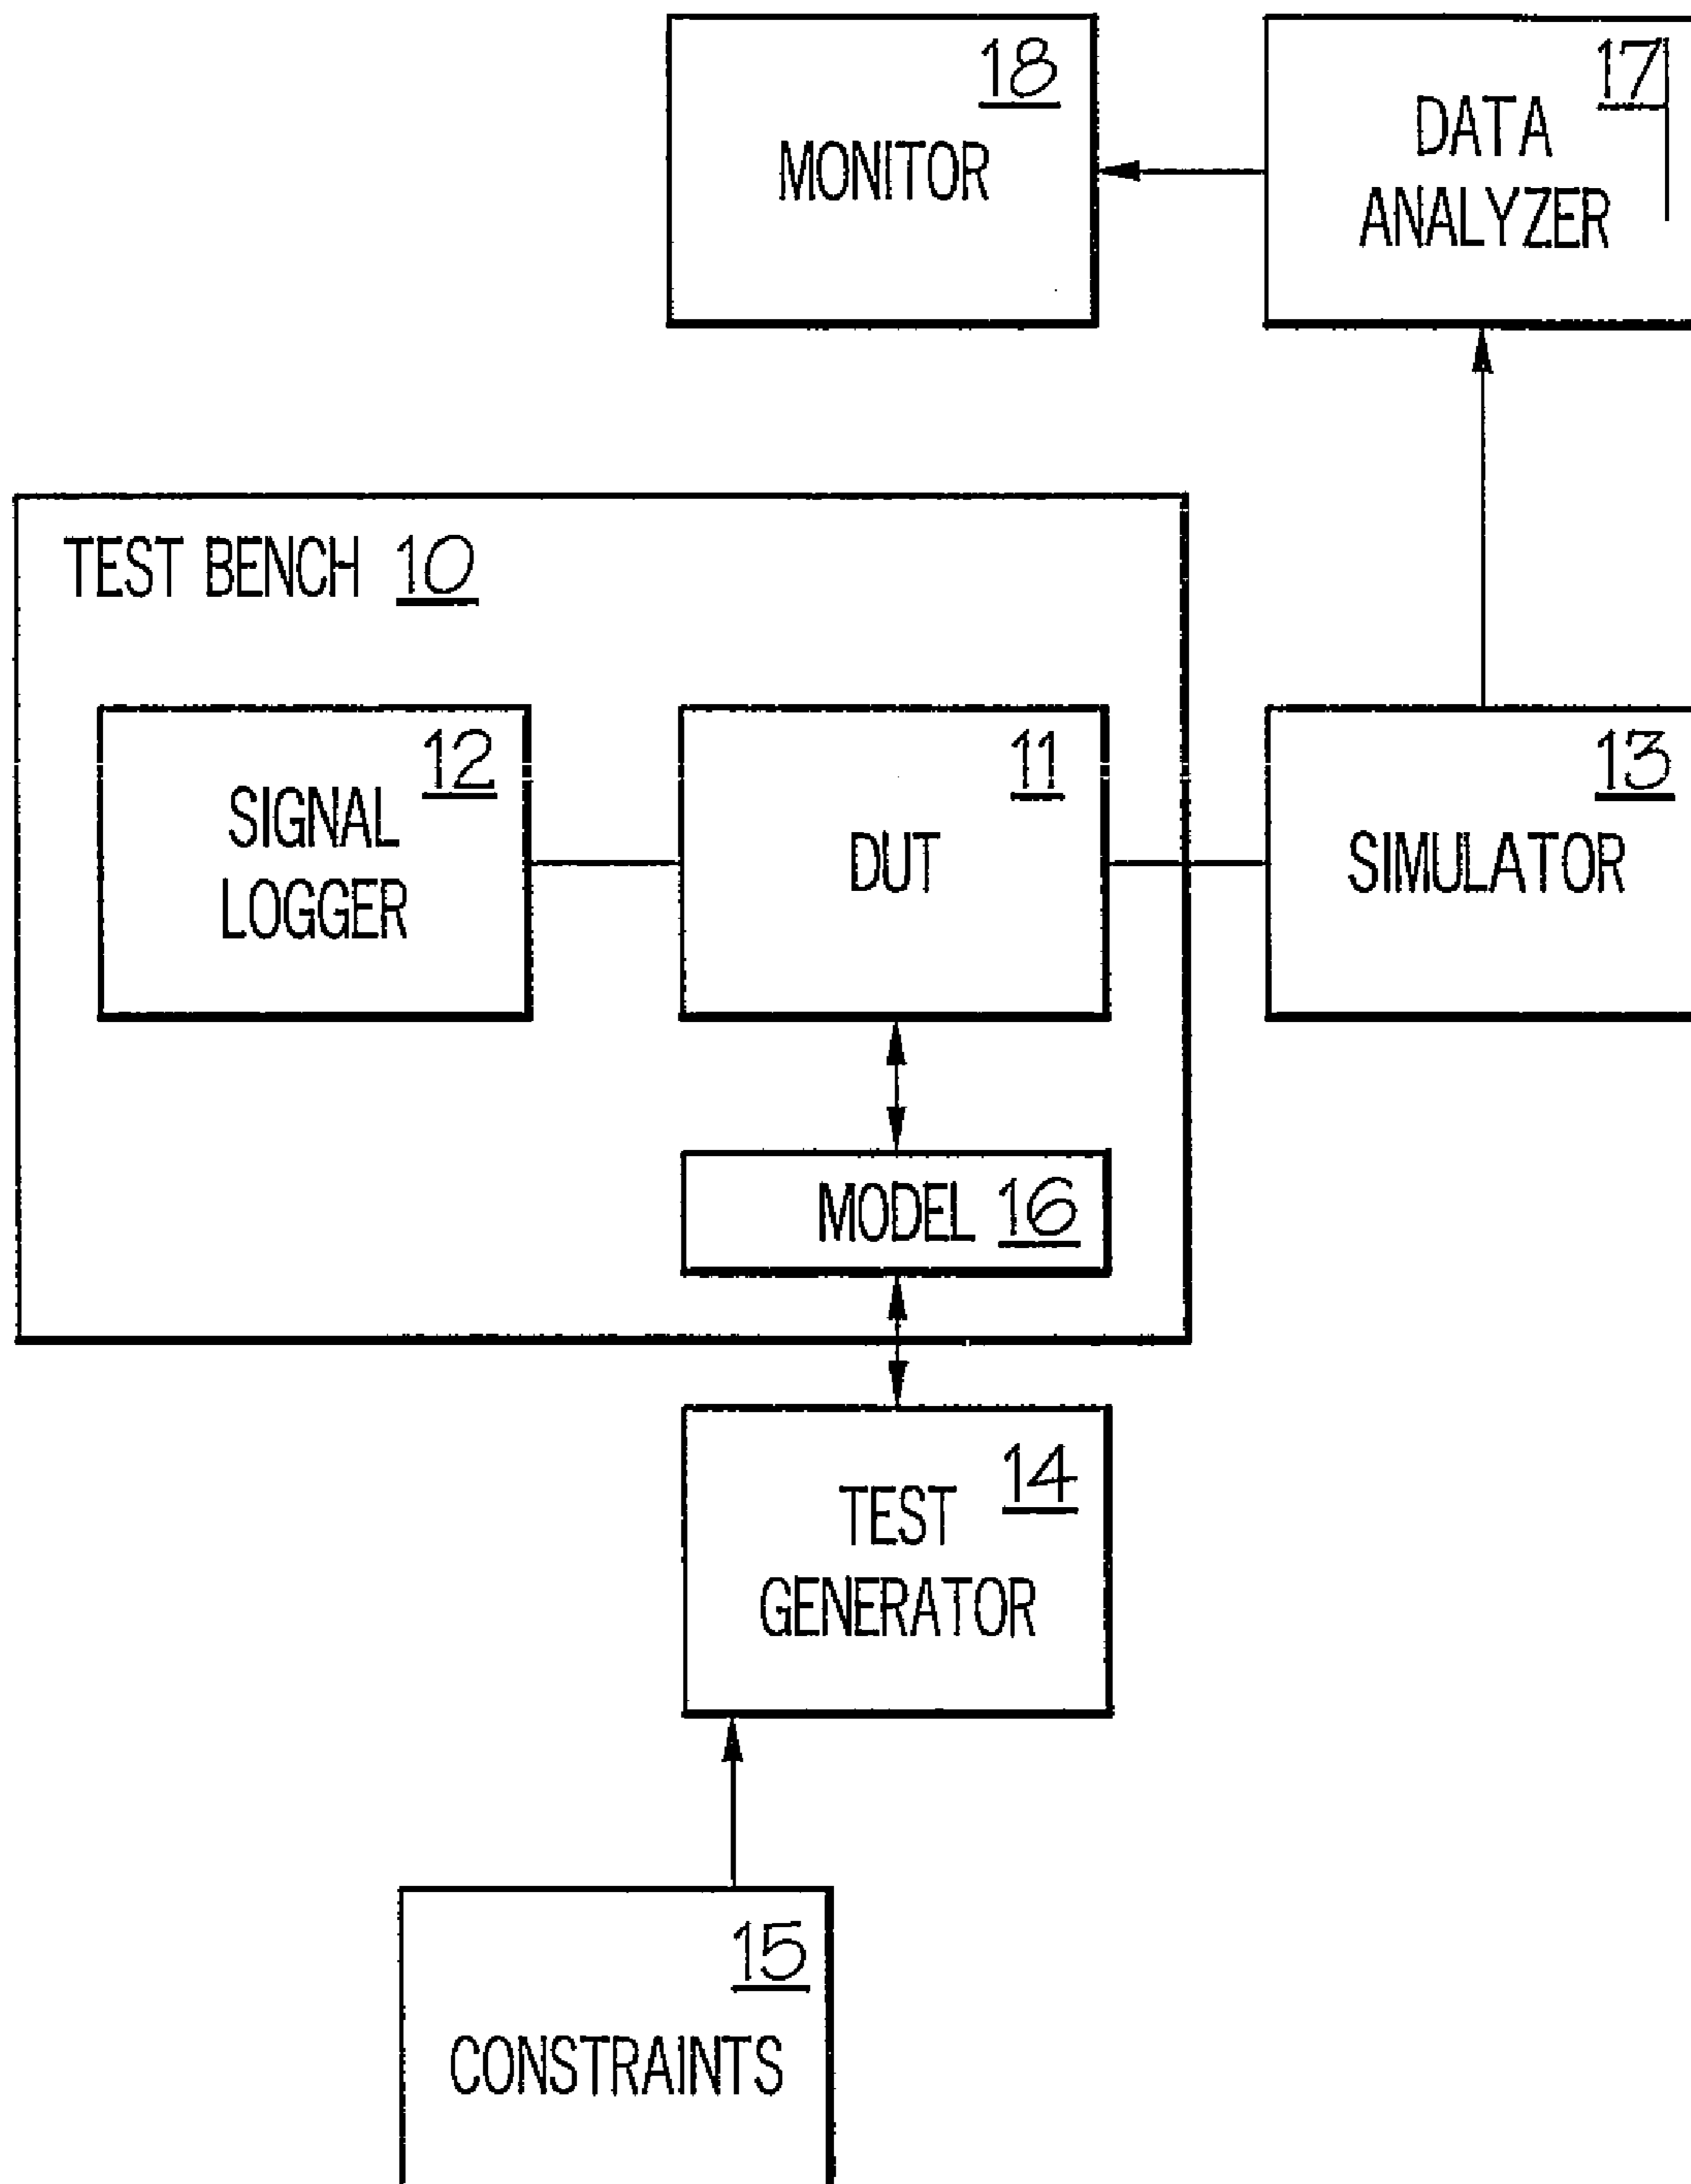 18
MONITOR
17
DATA
ANALYZER
TEST BENCH 10
12
SIGNAL
LOGGER
11
DUT
13
SIMULATOR
MODEL 16
14
TEST
GENERATOR
15
CONSTRAINTS